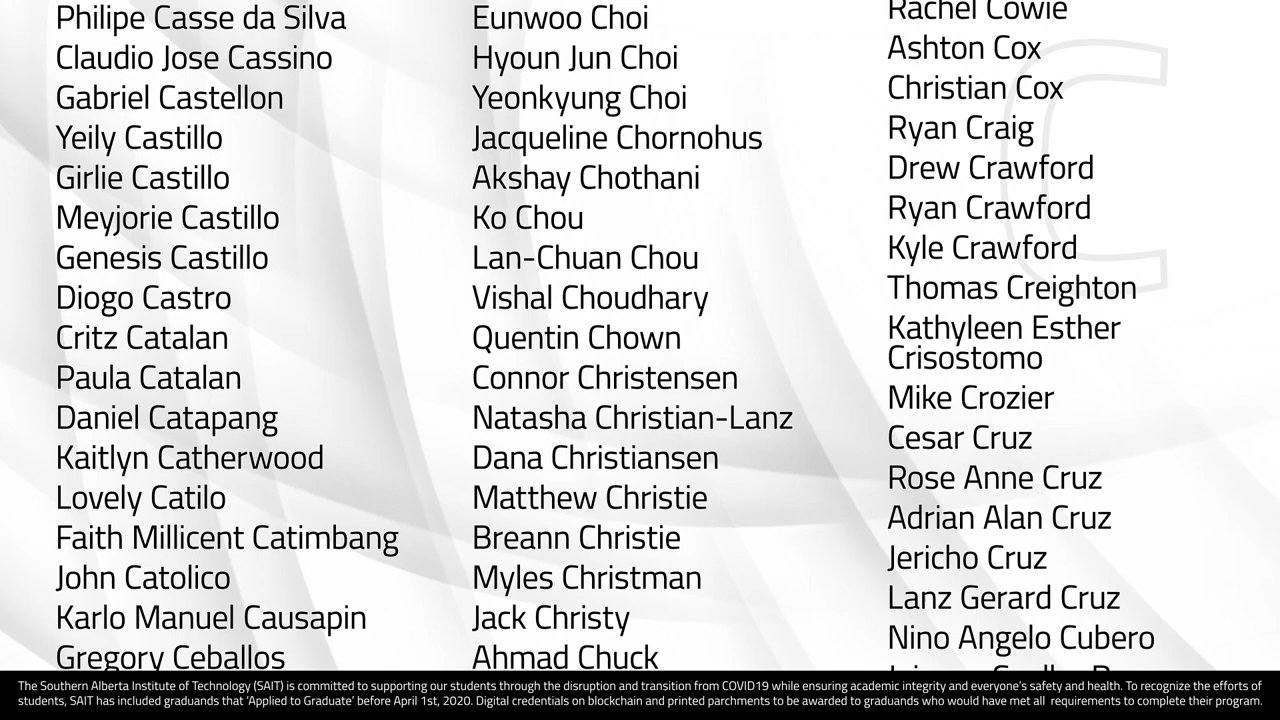 Philipe Casse da Silva
Claudio Jose Cassino
Gabriel Castellon
Yeily Castillo
Girlie Castillo
Meyjorie Castillo
Genesis Castillo
Diogo Castro
Critz Catalan
Paula Catalan
Daniel Catapang
Kaitlyn Catherwood
Lovely Catilo
Faith Millicent Catimbang
John Catolico
Karlo Manuel Causapin
Gregory Ceballos
Eunwoo Choi
Hyoun Jun Choi
Yeonkyung Choi
Jacqueline Chornohus
Akshay Chothani
Ko Chou
Lan-Chuan Chou
Vishal Choudhary
Quentin Chown
Connor Christensen
Natasha Christian-Lanz
Dana Christiansen
Matthew Christie
Breann Christie
Myles Christman
Jack Christy
Ahmad Chuck
Rachel Cowie
Ashton Cox
Christian Cox
Ryan Craig
Drew Crawford
Ryan Crawford
Kyle Crawford
Thomas Creighton
Kathyleen Esther
Crisostomo
Mike Crozier
Cesar Cruz
Rose Anne Cruz
Adrian Alan Cruz
Jericho Cruz
Lanz Gerard Cruz
Nino Angelo Cubero
C
The Southern Alberta Institute of Technology (SAIT) is committed to supporting our students through the disruption and transition from COVID19 while ensuring academic integrity and everyone's safety and health. To recognize the efforts of
students, SAIT has included graduands that 'Applied to Graduate' before April 1st, 2020. Digital credentials on blockchain and printed parchments to be awarded to graduands who would have met all requirements to complete their program.